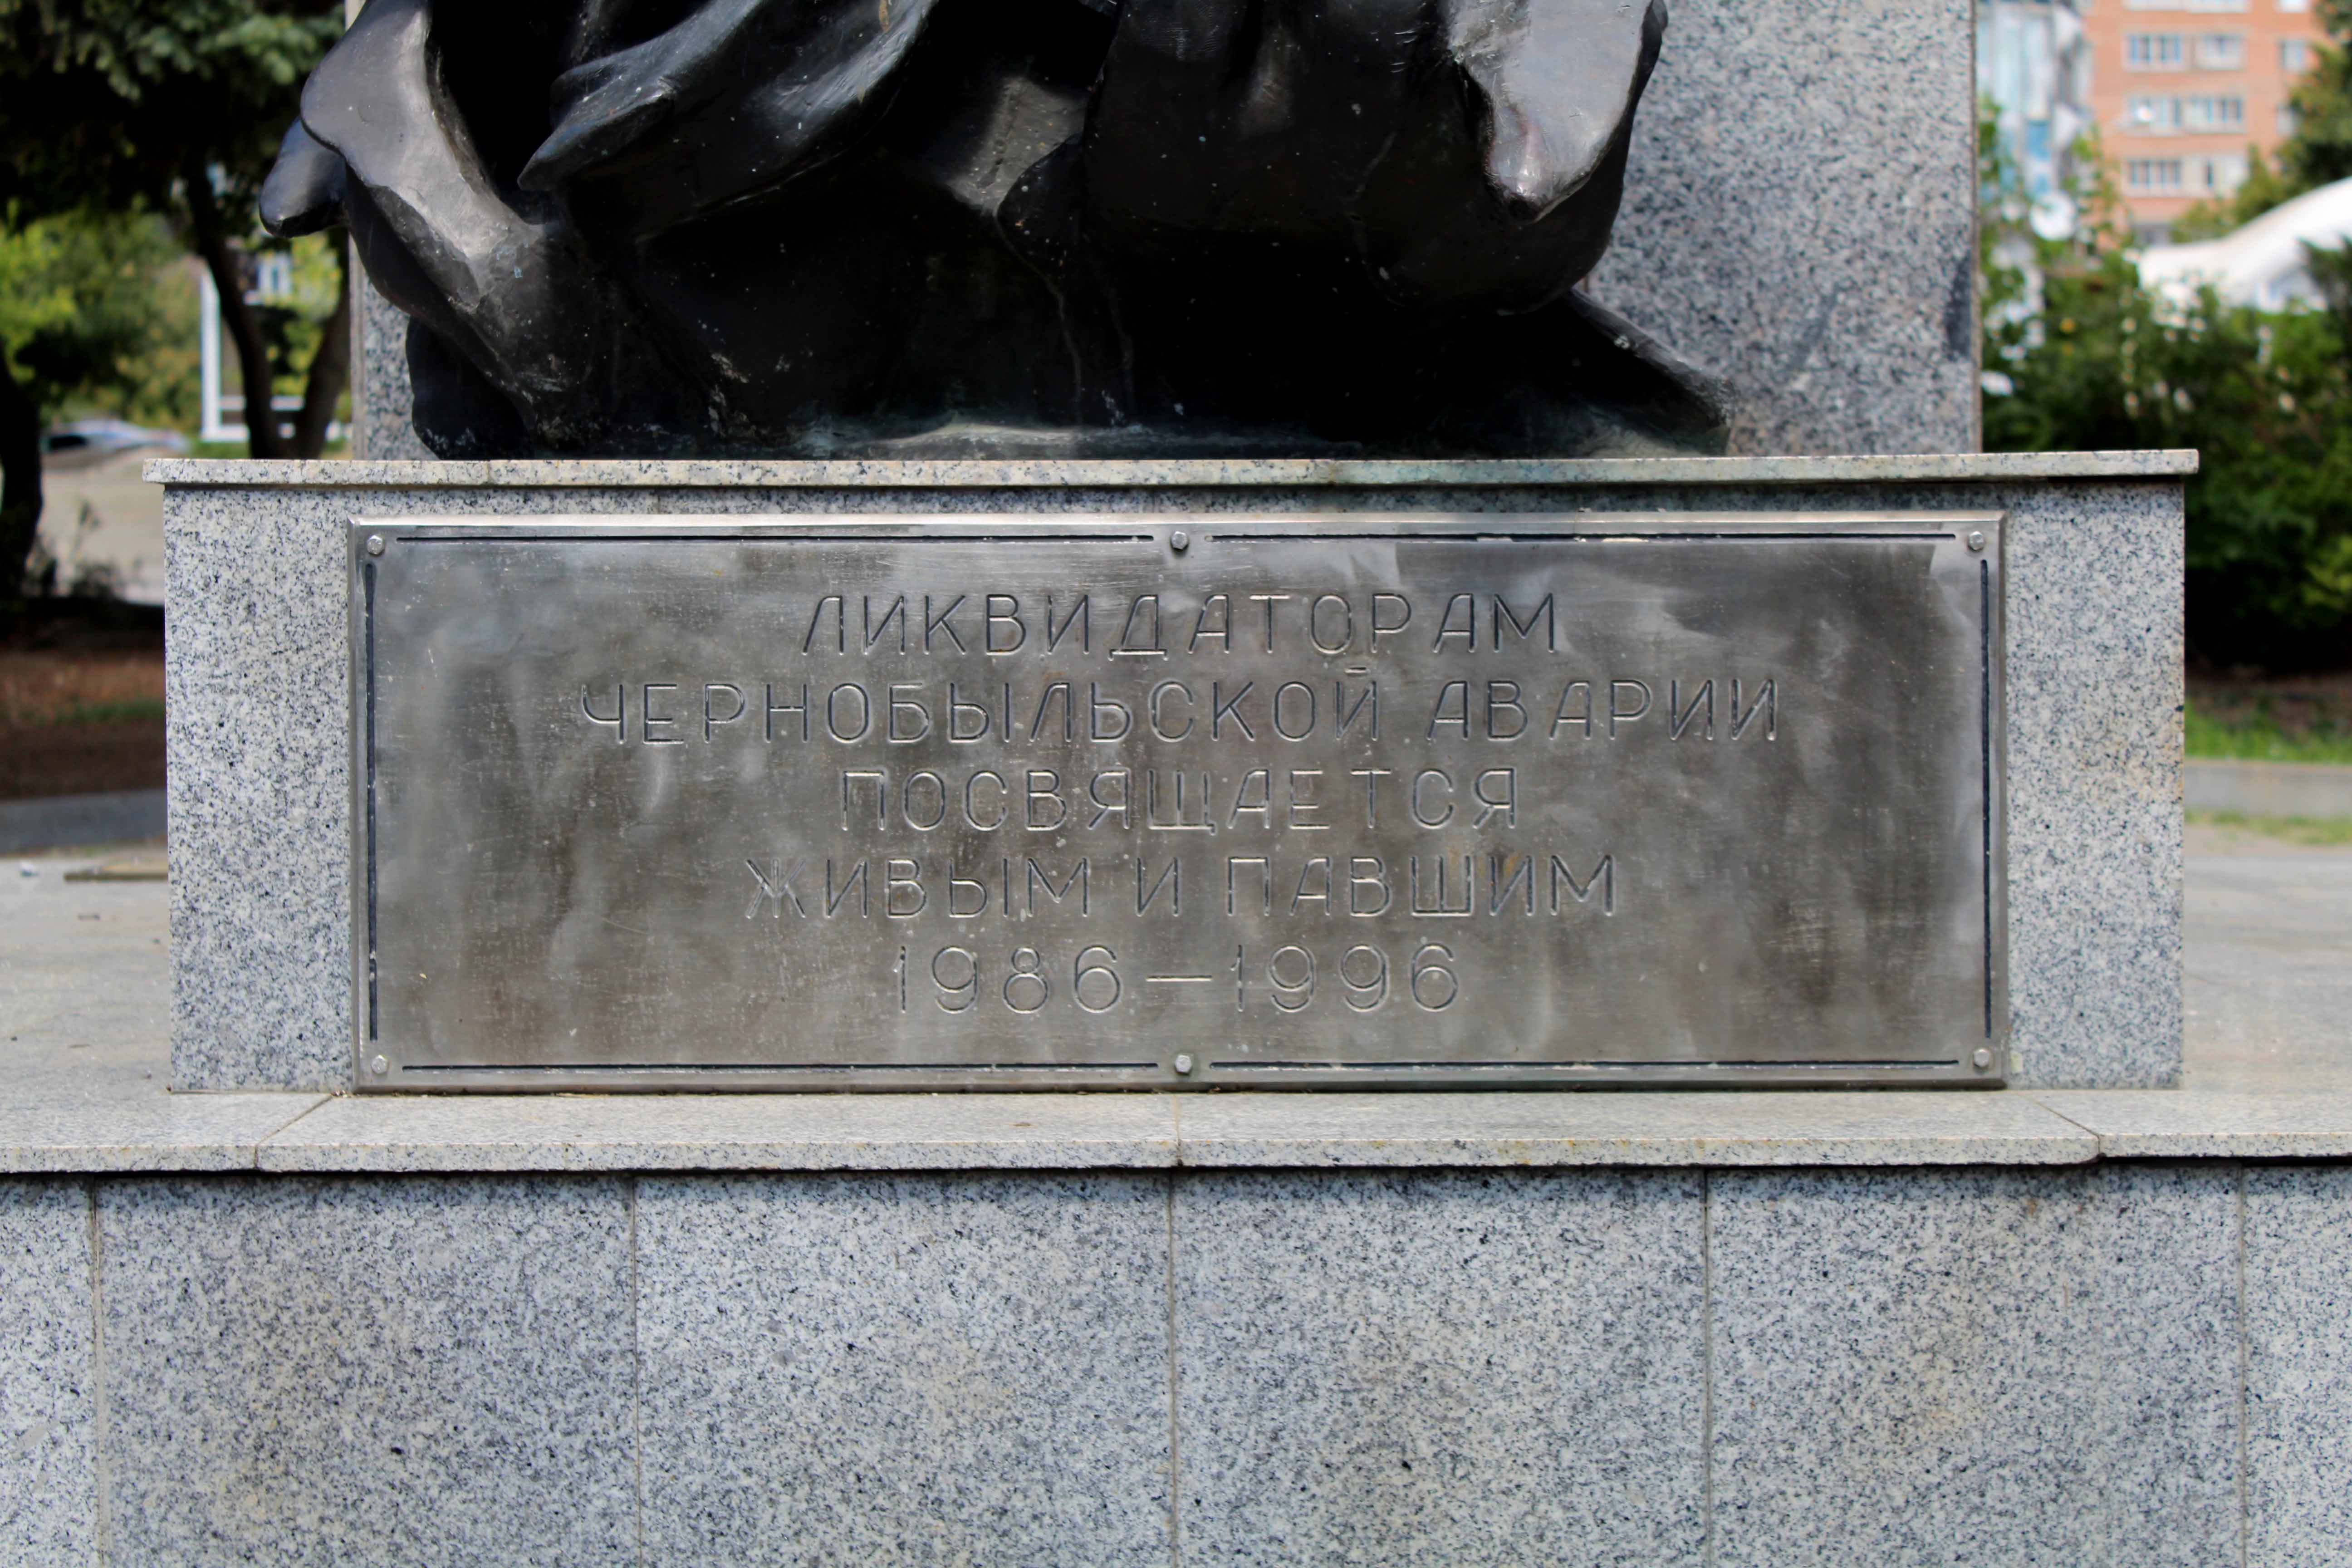 ЛИКВИДАТОРАМ
ЧЕРНОБЫЛЬСКОЙ АВАРИИ
ПОСВЯЩАЕТСЯ
ЖИВЫМ И ПАВШИМ
1986—1996